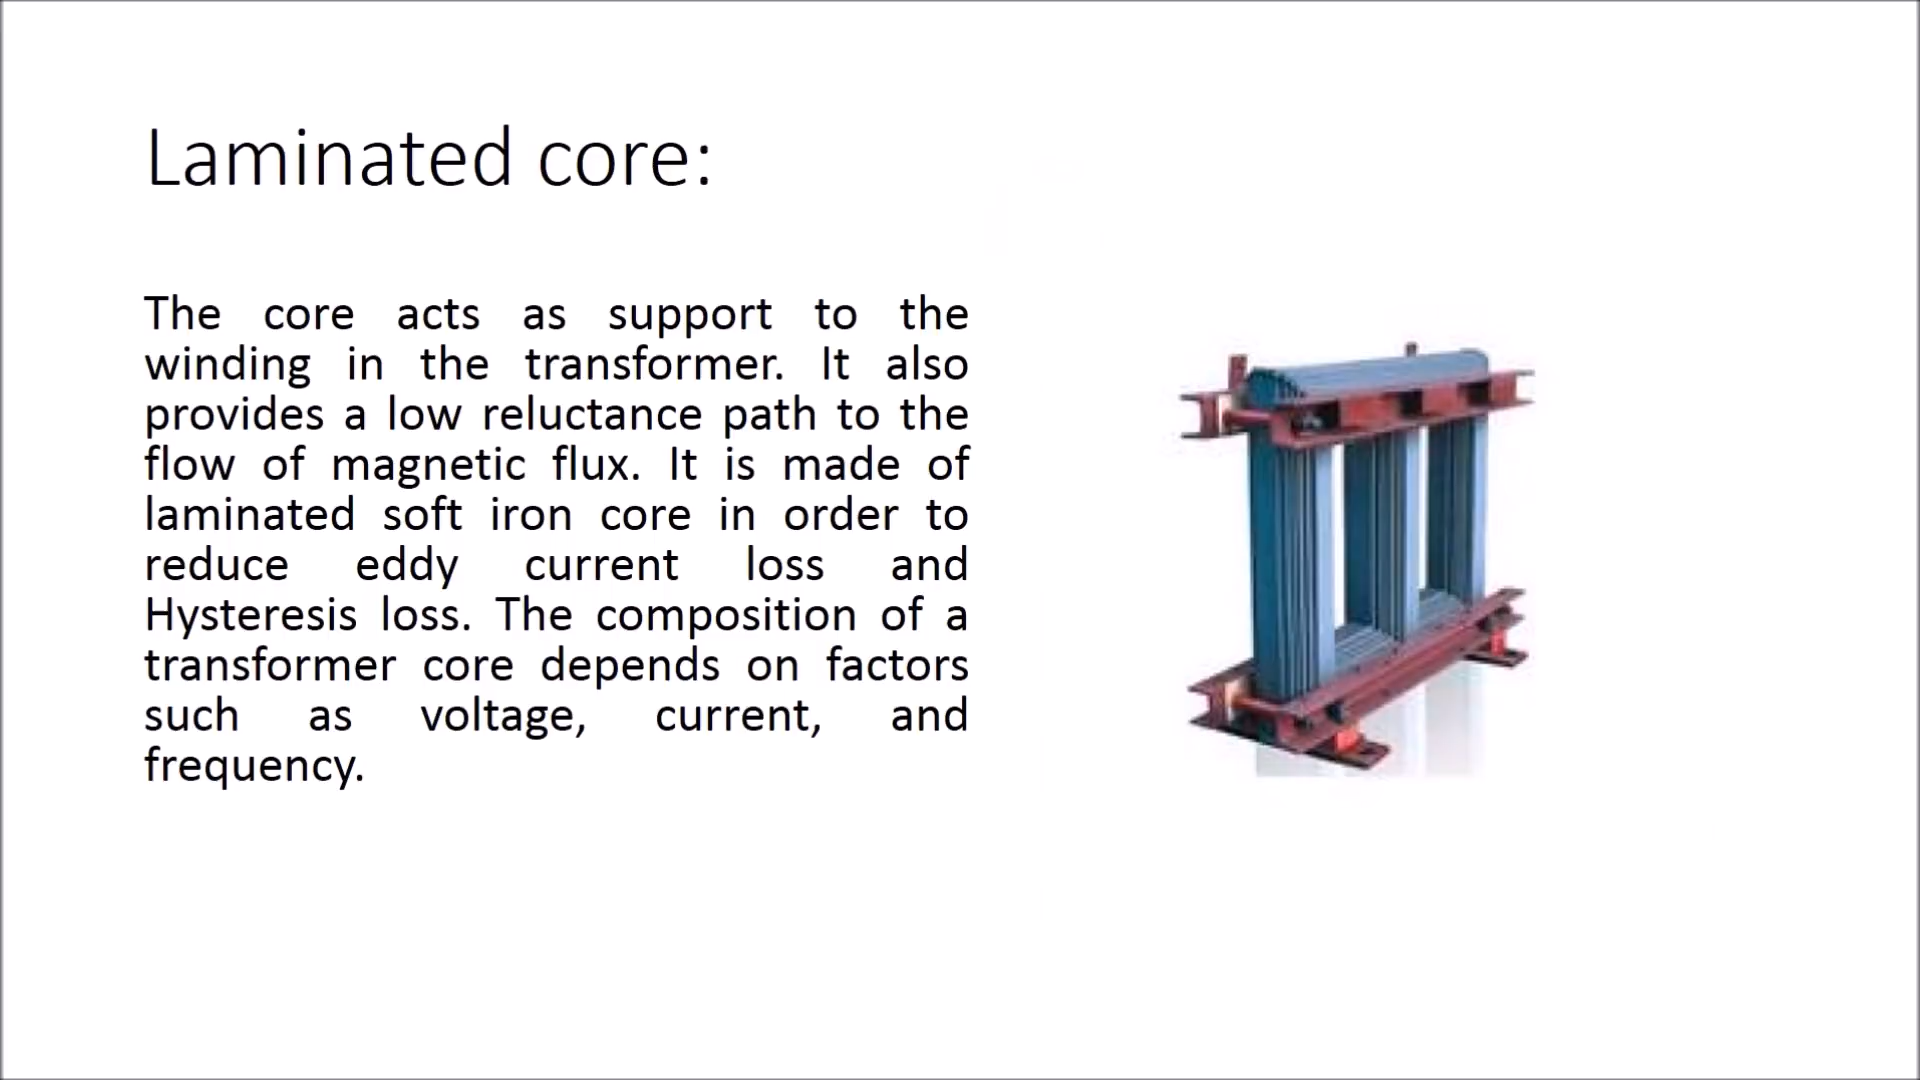 Laminated core:
The core acts as support to the
winding in the transformer. It also
provides a low reluctance path to the
flow of magnetic flux. It is made of
laminated soft iron core in order to
reduce eddy current loss and
Hysteresis loss. The composition of a
transformer core depends on factors
such as voltage, current, and
frequency.